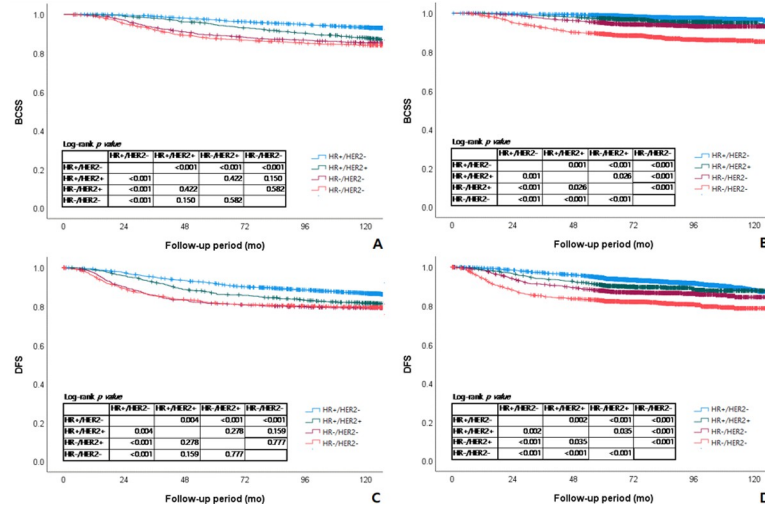 1.0
0.8
0.6
0.4
0.2
0.0
BCSS
Log-rank p value
HR+/HER2- HR+/HER2+ HR-/HER2+ HR-/HER2-
HR+/HER2- <0.001 <0.001 <0.001
HR+/HER2+ <0.001 0.422 0.150
HR-/HER2+ <0.001 0.422 0.582
HR-/HER2- <0.001 0.150 0.582
HR+/HER2-
HR+/HER2+
HR-/HER2-
HR-/HER2-
0 24 48 72 96 120
Follow-up period (mo)
A
1.0
0.8
0.6
0.4
0.2
0.0
BCSS
Log-rank p value
HR+/HER2- HR+/HER2+ HR-/HER2+ HR-/HER2-
HR+/HER2- 0.001 <0.001 <0.001
HR+/HER2+ 0.001 0.026 <0.001
HR-/HER2+ <0.001 0.026 <0.001
HR-/HER2- <0.001 <0.001 <0.001
HR+/HER2-
HR+/HER2+
HR-/HER2-
HR-/HER2-
0 24 48 72 96 120
Follow-up period (mo)
B
1.0
0.8
0.6
0.4
0.2
0.0
DFS
Log-rank p value
HR+/HER2- HR+/HER2+ HR-/HER2+ HR-/HER2-
HR+/HER2- 0.004 <0.001 <0.001
HR+/HER2+ 0.004 0.278 0.159
HR-/HER2+ <0.001 0.278 0.777
HR-/HER2- <0.001 0.159 0.777
HR+/HER2-
HR+/HER2+
HR-/HER2-
HR-/HER2-
0 24 48 72 96 120
Follow-up period (mo)
C
1.0
0.8
0.6
0.4
0.2
0.0
DFS
Log-rank p value
HR+/HER2- HR+/HER2+ HR-/HER2+ HR-/HER2-
HR+/HER2- 0.002 <0.001 <0.001
HR+/HER2+ 0.002 0.035 <0.001
HR-/HER2+ <0.001 0.035 <0.001
HR-/HER2- <0.001 <0.001 <0.001
HR+/HER2-
HR+/HER2+
HR-/HER2-
HR-/HER2-
0 24 48 72 96 120
Follow-up period (mo)
D